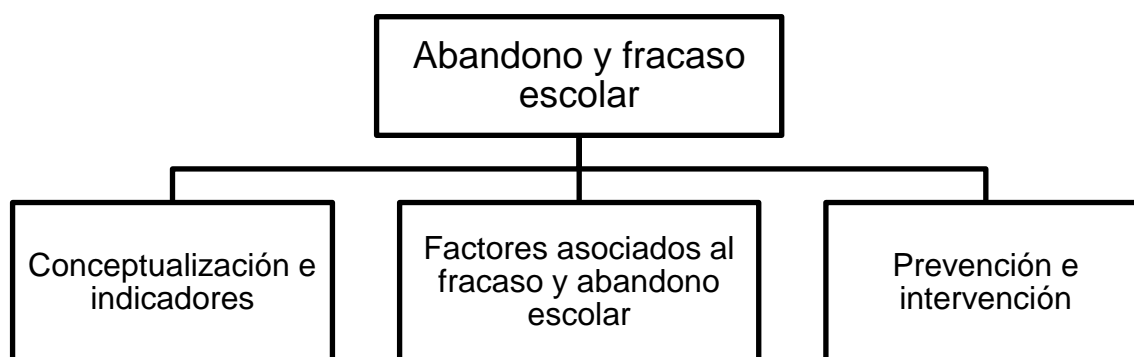 Abandono y fracaso
escolar
Conceptualización e
indicadores
Factores asociados al
fracaso y abandono
escolar
Prevención e
intervención